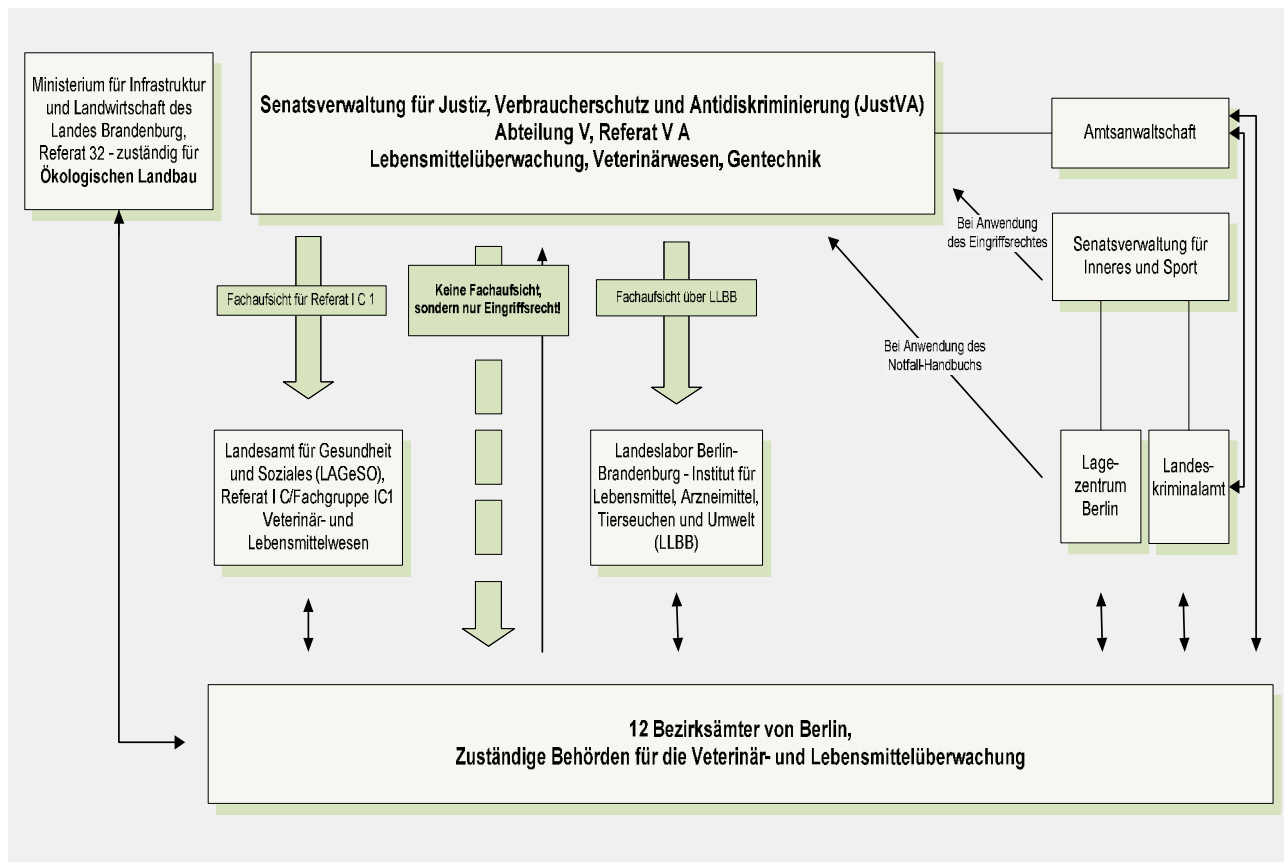 Ministerium für Infrastruktur
und Landwirtschaft des
Landes Brandenburg,
Referat 32 - zuständig für
Ökologischen Landbau
Senatsverwaltung für Justiz, Verbraucherschutz und Antidiskriminierung (JustVA)
Abteilung V, Referat V A
Lebensmittelüberwachung, Veterinärwesen, Gentechnik
Amtsanwaltschaft
Bei Anwendung
des Eingriffsrechtes
Senatsverwaltung für
Inneres und Sport
Fachaufsicht für Referat I C 1
Keine Fachaufsicht,
sondern nur Eingriffsrecht!
Fachaufsicht über LLBB
Bei Anwendung des
Notfall-Handbuchs
Landesamt für Gesundheit
und Soziales (LAGeSO),
Referat I C/Fachgruppe IC1
Veterinär- und
Lebensmittelwesen
Landeslabor Berlin-
Brandenburg - Institut für
Lebensmittel, Arzneimittel,
Tierseuchen und Umwelt
(LLBB)
Lage-
zentrum
Berlin
Landes-
kriminalamt
12 Bezirksämter von Berlin,
Zuständige Behörden für die Veterinär- und Lebensmittelüberwachung